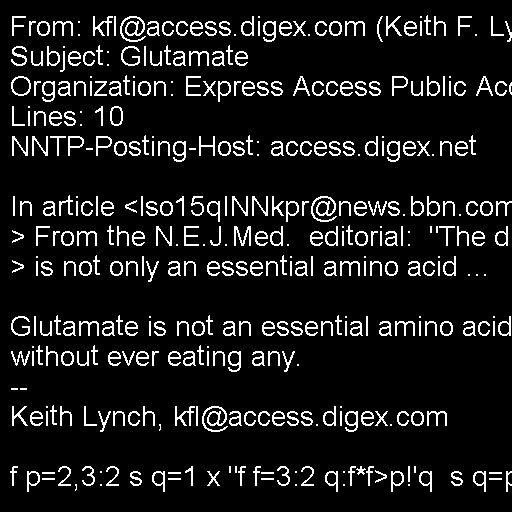 From: kfl@access.digex.com (Keith F. Ly
Subject: Glutamate
Organization: Express Access Public Acc
Lines: 10
NNTP-Posting-Host: access.digex.net

In article <lso15qINNkpr@news.bbn.com
> From the N.E.J.Med.  editorial:  "The d
> is not only an essential amino acid ...

Glutamate is not an essential amino acid
without ever eating any.
--
Keith Lynch, kfl@access.digex.com

f p=2,3:2 s q=1 x "f f=3:2 q:f*f>p!'q  s q=p